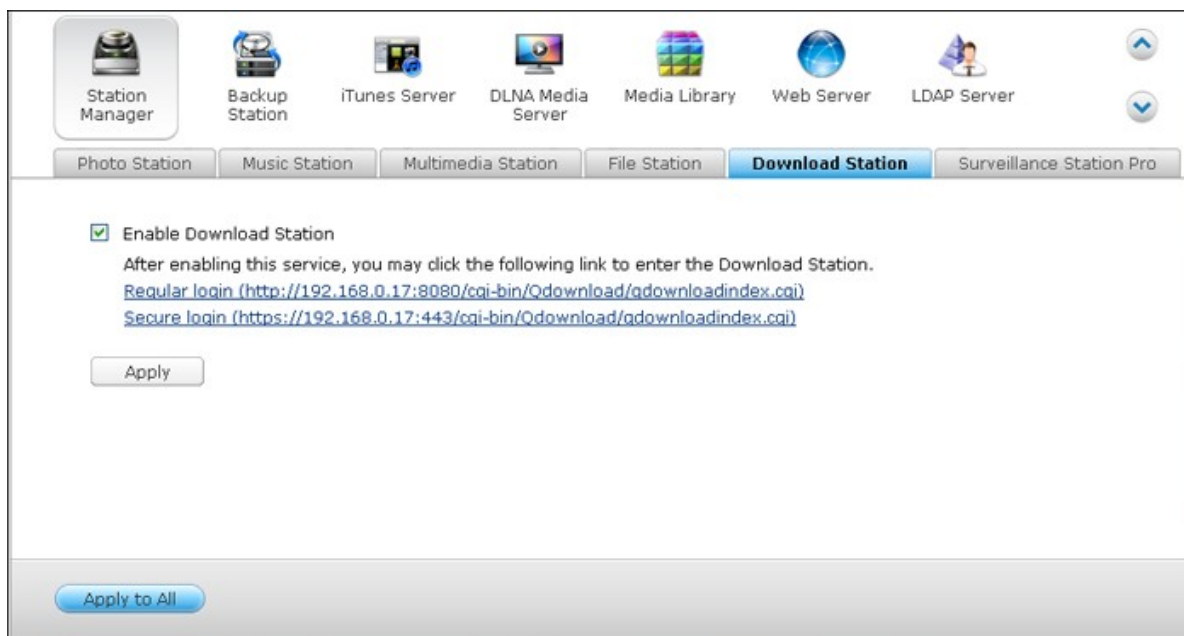 Station
Manager
Backup
Station
iTunes Server
DLNA Media
Server
Media Library
Web Server
LDAP Server
Photo Station
Music Station
Multimedia Station
File Station
Download Station
Surveillance Station Pro
Enable Download Station
After enabling this service, you may click the following link to enter the Download Station.
Regular login (http://192.168.0.17:8080/cgi-bin/Qdownload/qdownloadindex.cgi)
Secure login (https://192.168.0.17:443/cgi-bin/Qdownload/qdownloadindex.cgi)
Apply
Apply to All